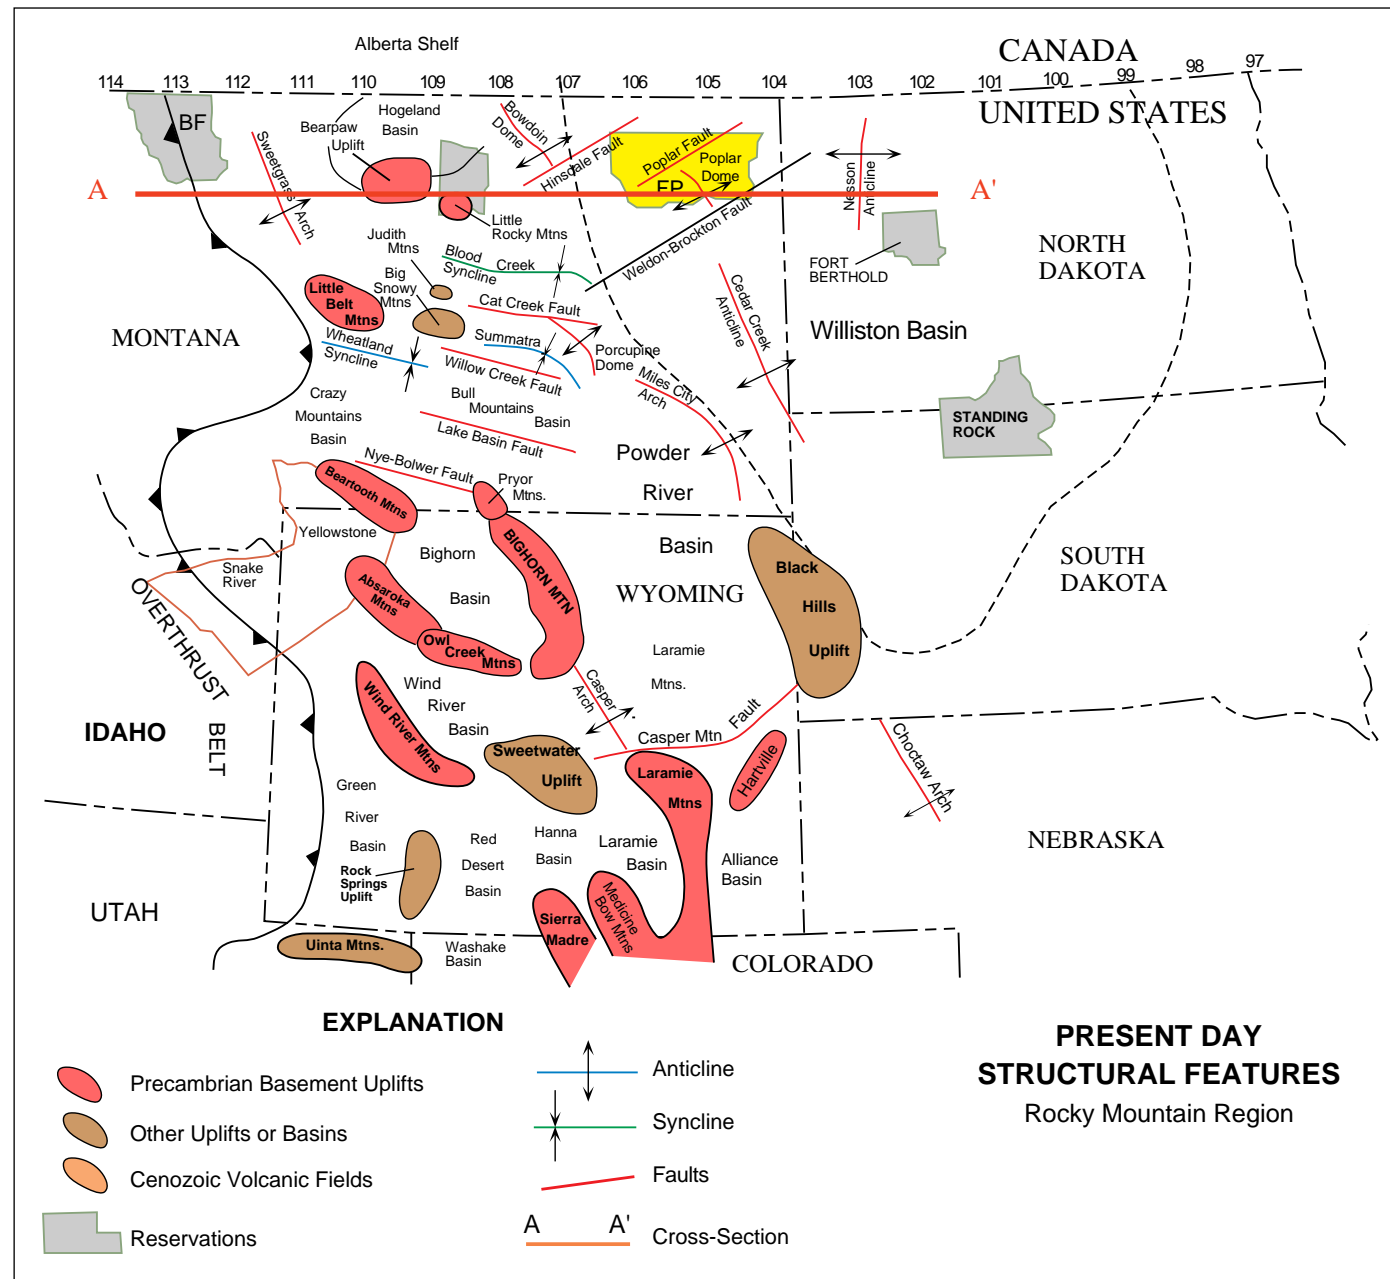 Alberta Shelf
CANADA
114 113 112 111 110 109 108 107 106 105 104 103 102 101 100 99 98 97
UNITED STATES
BF
Hogeland
Basin
Bearpaw
Uplift
Bowdoin
Dome
Hinsdale Fault
Poplar Fault
Poplar
Dome
FP
Sweetgrass Arch
Nesson
Anticline
A
A'
Little
Rocky Mtns
Weldon-Brockton Fault
FORT
BERTHOLD
NORTH
DAKOTA
Judith
Mtns
Blood Creek
Syncline
Big
Snowy
Mtns
Little
Belt
Mtns
Cat Creek Fault
Cedar Creek
Anticline
MONTANA
Wheatland
Syncline
Summatra
Willow Creek Fault
Porcupine
Dome
Williston Basin
Miles City
Arch
Crazy
Mountains
Basin
Bull
Mountains
Basin
Lake Basin Fault
STANDING
ROCK
Powder
River
Basin
Nye-Bolwer Fault
Beartooth Mtns
Pryor
Mtns.
Yellowstone
Bighorn
Basin
BIGHORN MTN
Snake
River
Absaroka
Mtns
WYOMING
Black
Hills
Uplift
SOUTH
DAKOTA
OVERTHRUST
BELT
Owl
Creek
Mtns
Laramie
Mtns.
Wind
River
Basin
Wind River Mtns
Casper
Arch
IDAHO
Casper Mtn Fault
Sweetwater
Uplift
Laramie
Mtns
Hartville
Choctaw Arch
Green
River
Basin
Rock
Springs
Uplift
Red
Desert
Basin
Hanna
Basin
Laramie
Basin
Alliance
Basin
NEBRASKA
UTAH
Medicine
Bow Mtns
Sierra
Madre
Uinta Mtns.
Washake
Basin
COLORADO
EXPLANATION
Precambrian Basement Uplifts
Other Uplifts or Basins
Cenozoic Volcanic Fields
Reservations
Anticline
Syncline
Faults
A A'
Cross-Section
PRESENT DAY
STRUCTURAL FEATURES
Rocky Mountain Region